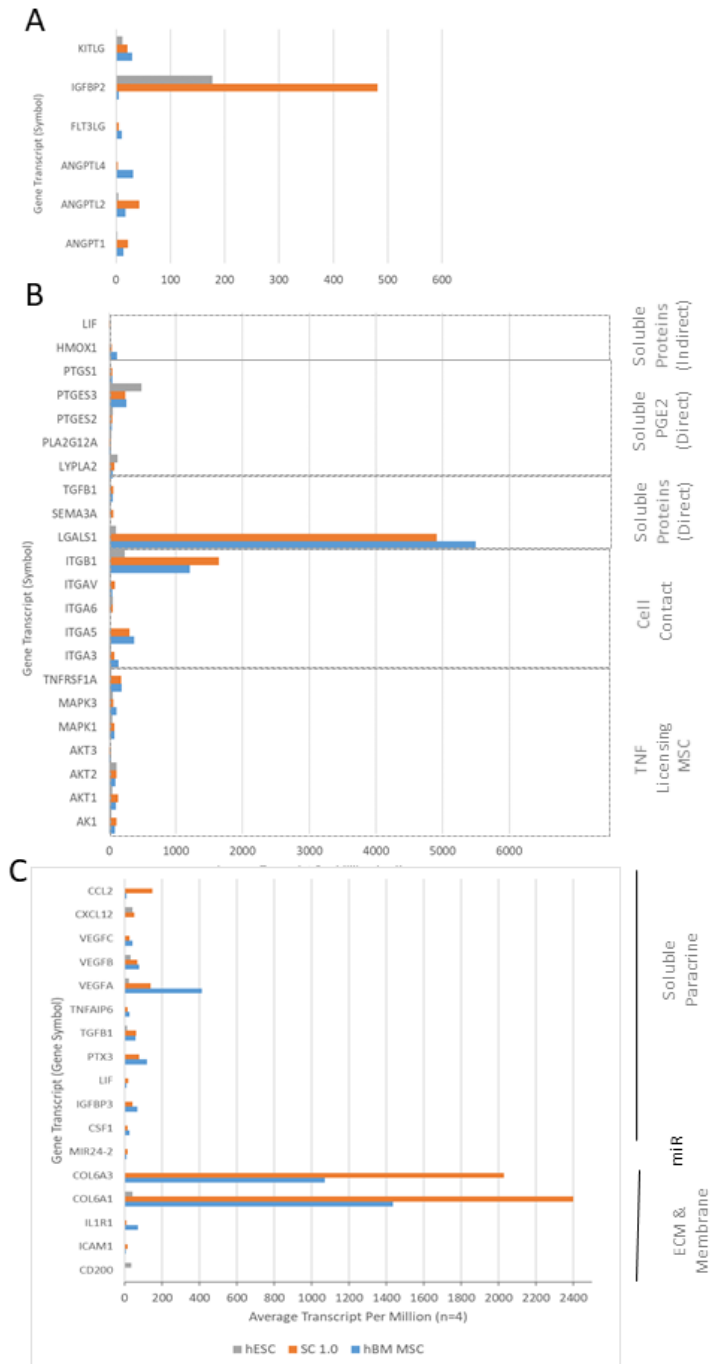 A
KITLG
IGFBP2
FLT3LG
ANGPTL4
ANGPTL2
ANGPT1
Gene Transcript (Symbol)
0 100 200 300 400 500 600
B
LIF
HMOX1
PTGS1
PTGES3
PTGES2
PLA2G12A
LYPLA2
TGFB1
SEMA3A
LGALS1
ITGB1
ITGAV
ITGA6
ITGA5
ITGA3
TNFRSF1A
MAPK3
MAPK1
AKT3
AKT2
AKT1
AK1
Gene Transcript (Symbol)
0 1000 2000 3000 4000 5000 6000
Soluble
Proteins
(Indirect)
Soluble
PGE2
(Direct)
Soluble
Proteins
(Direct)
Cell
Contact
TNF
Licensing
MSC
C
CCL2
CXCL12
VEGFC
VEGFB
VEGFA
TNFAIP6
TGFB1
PTX3
LIF
IGFBP3
CSF1
MIR24-2
COL6A3
COL6A1
IL1R1
ICAM1
CD200
Gene Transcript (Gene Symbol)
0 200 400 600 800 1000 1200 1400 1600 1800 2000 2200 2400
Average Transcript Per Million (n=4)
hESC SC 1.0 hBM MSC
Soluble
Paracrine
miR
ECM &
Membrane